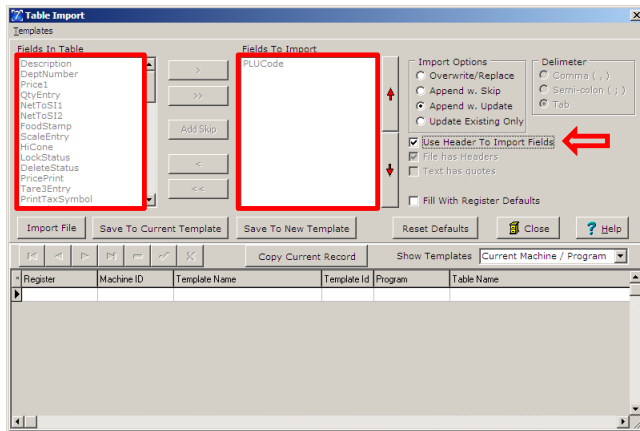 Table Import
Templates
Fields In Table
Fields To Import
Description
DeptNumber
Price1
QtyEntry
NetToSI1
NetToSI2
FoodStamp
ScaleEntry
HiCone
LockStatus
DeleteStatus
PricePrint
Tare3Entry
PrintTaxSymbol
>
>>
Add Skip
<
<<
PLUCode
Import Options
Overwrite/Replace
Append w. Skip
Append w. Update
Update Existing Only
Delimeter
Comma ( , )
Semi-colon ( ; )
Tab
Use Header To Import Fields
File has Headers
Text has quotes
Fill With Register Defaults
Import File
Save To Current Template
Save To New Template
Reset Defaults
Close
? Help
Copy Current Record
Show Templates
Current Machine / Program
Register
Machine ID
Template Name
Template Id
Program
Table Name